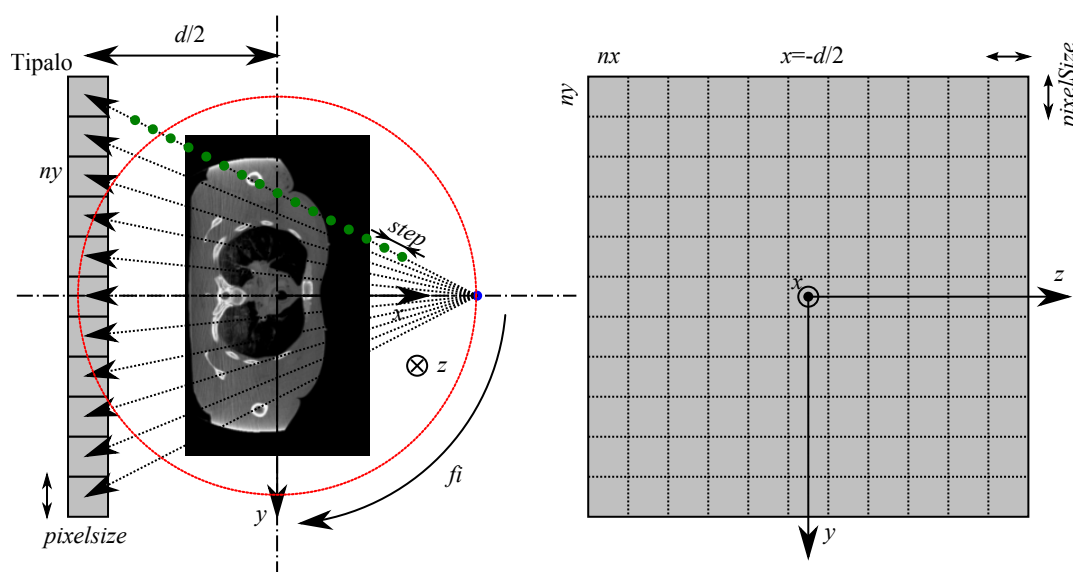 d/2
Tipalo
ny
step
x
z
y
fi
pixelsize
nx
x=-d/2
ny
pixelSize
x
z
y